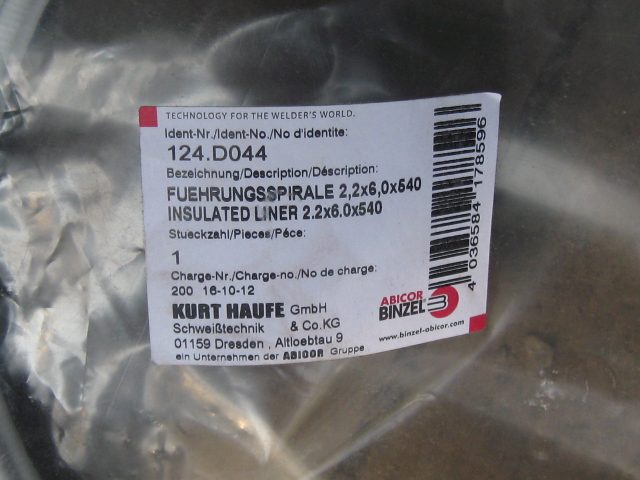 TECHNOLOGY FOR THE WELDER'S WORLD.
Ident-Nr./Ident-No./No d'identite:
124.D044
Bezeichnung/Description/Déscription:
FUEHRUNGSSPIRALE 2,2x6,0x540
INSULATED LINER 2.2x6.0x540
Stueckzahl/Pieces/Péce:
1
Charge-Nr./Charge-no./No de charge:
200 16-10-12
KURT HAUFE GmbH
Schweißtechnik & Co.KG
01159 Dresden, Altloebtau 9
ein Unternehmen der ABICOR Gruppe
ABICOR
BINZEL
www.binzel-abicor.com
4 036584 178596